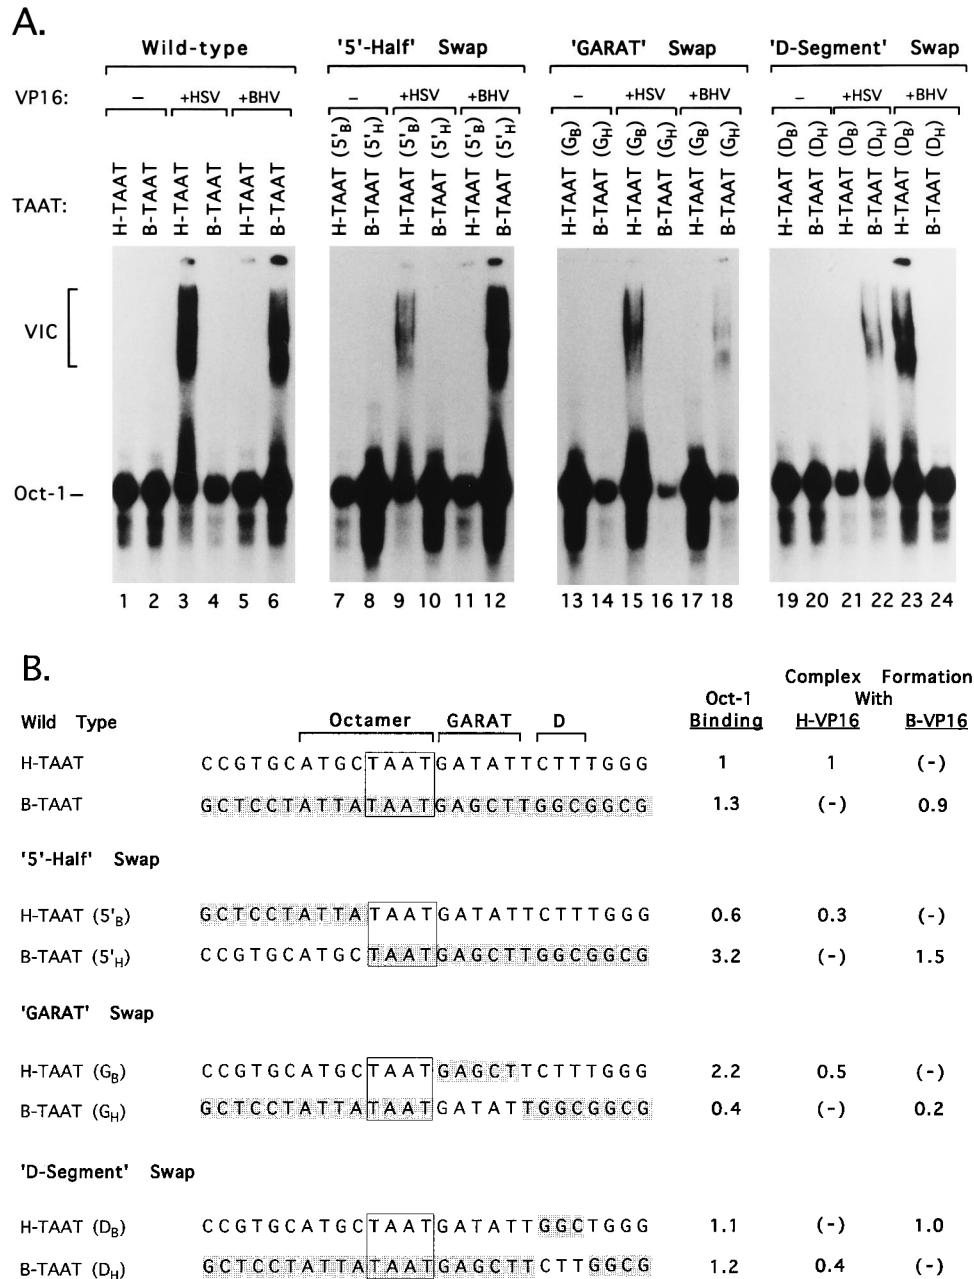 A.
Wild-type '5'-Half' Swap 'GARAT' Swap 'D-Segment' Swap
VP16: – +HSV +BHV – +HSV +BHV – +HSV +BHV – +HSV +BHV
TAAT: H-TAAT B-TAAT H-TAAT B-TAAT H-TAAT B-TAAT H-TAAT (5'B) B-TAAT (5'H) H-TAAT (5'B) B-TAAT (5'H) H-TAAT (5'B) B-TAAT (5'H) H-TAAT (GB) B-TAAT (GH) H-TAAT (GB) B-TAAT (GH) H-TAAT (GB) B-TAAT (GH) H-TAAT (DB) B-TAAT (DH) H-TAAT (DB) B-TAAT (DH) H-TAAT (DB) B-TAAT (DH)
VIC
Oct-1
1 2 3 4 5 6 7 8 9 10 11 12 13 14 15 16 17 18 19 20 21 22 23 24
B.
Complex Formation
Oct-1 With
Wild Type Octamer GARAT D Binding H-VP16 B-VP16
H-TAAT CCGTGCATGCTAATGATATTCTTTGGG 1 1 (-)
B-TAAT GCTCCTATTATAATGAGCTTGGCGGCG 1.3 (-) 0.9
'5'-Half' Swap
H-TAAT (5'B) GCTCCTATTATAATGATATTCTTTGGG 0.6 0.3 (-)
B-TAAT (5'H) CCGTGCATGCTAATGAGCTTGGCGGCG 3.2 (-) 1.5
'GARAT' Swap
H-TAAT (GB) CCGTGCATGCTAATGAGCTTCTTTGGG 2.2 0.5 (-)
B-TAAT (GH) GCTCCTATTATAATGATATTGGCGGCG 0.4 (-) 0.2
'D-Segment' Swap
H-TAAT (DB) CCGTGCATGCTAATGATATTGGCTGGG 1.1 (-) 1.0
B-TAAT (DH) GCTCCTATTATAATGAGCTTCTTGGCG 1.2 0.4 (-)